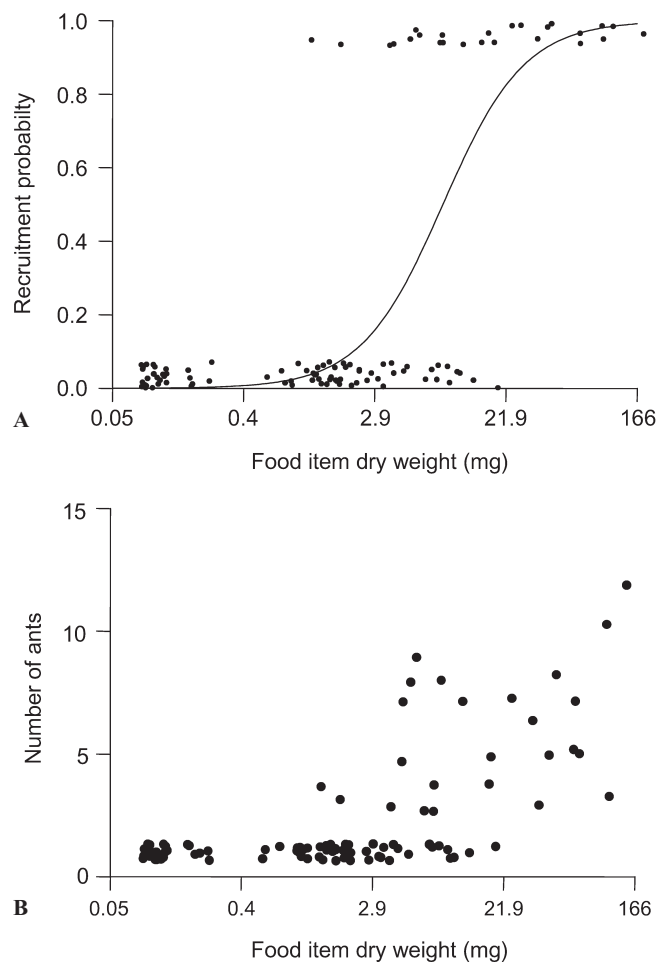 1.0
0.8
0.6
0.4
0.2
0.0
Recruitment probabilty
0.05 0.4 2.9 21.9 166
A
Food item dry weight (mg)
15
10
5
0
Number of ants
0.05 0.4 2.9 21.9 166
B
Food item dry weight (mg)